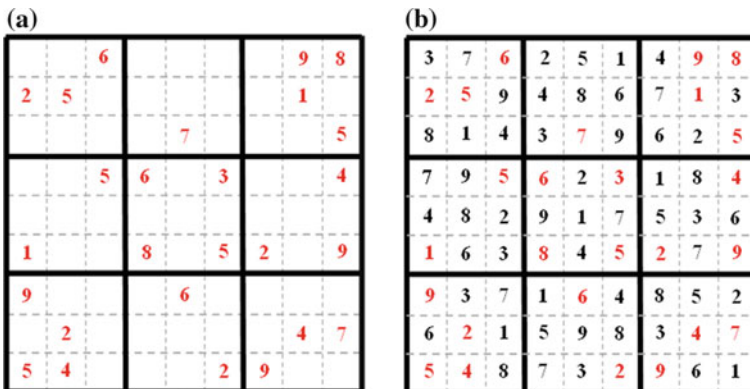 (a)
6 9 8
2 5 1
7 5
5 6 3 4
1 8 5 2 9
9 6
2 4 7
5 4 2 9
(b)
3 7 6 2 5 1 4 9 8
2 5 9 4 8 6 7 1 3
8 1 4 3 7 9 6 2 5
7 9 5 6 2 3 1 8 4
4 8 2 9 1 7 5 3 6
1 6 3 8 4 5 2 7 9
9 3 7 1 6 4 8 5 2
6 2 1 5 9 8 3 4 7
5 4 8 7 3 2 9 6 1